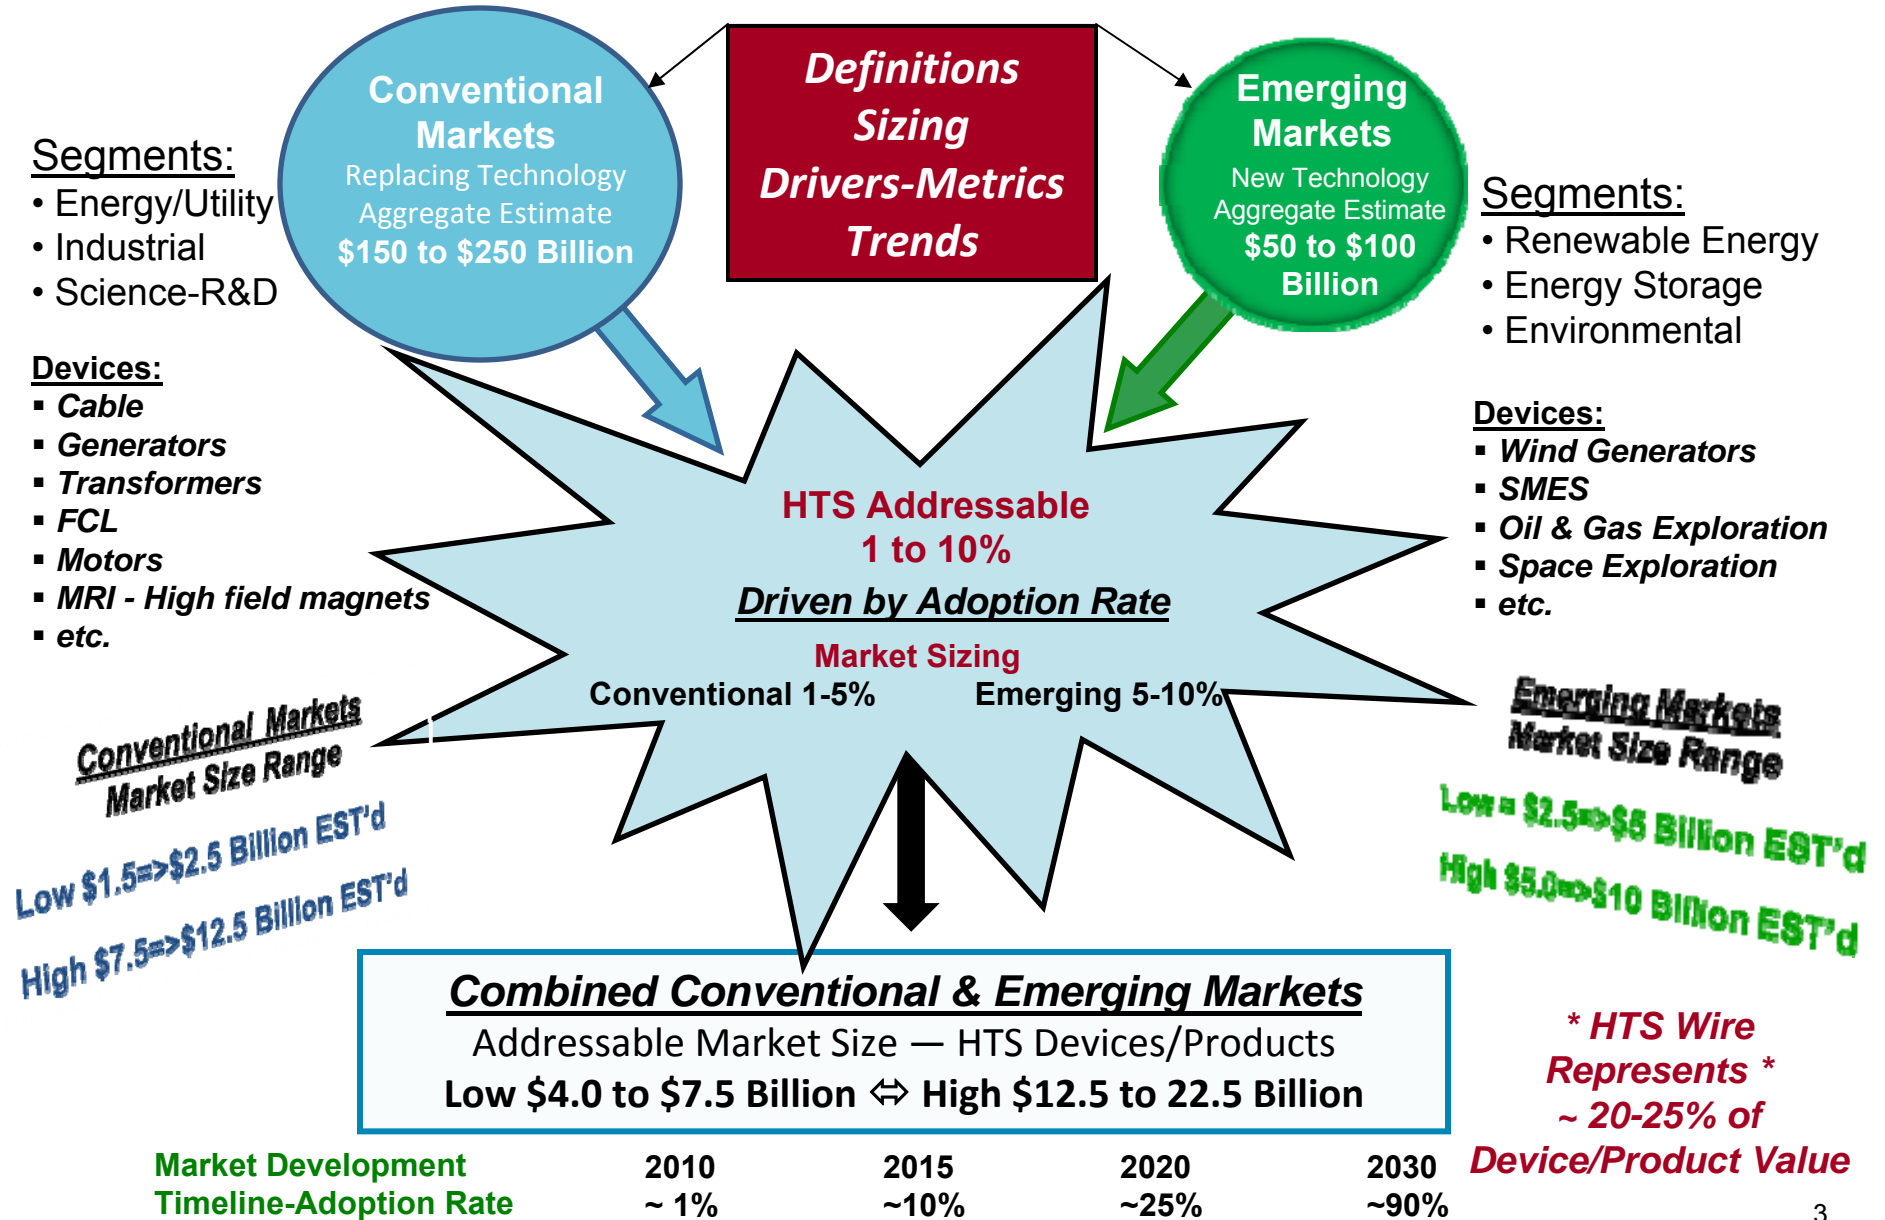 Conventional
Markets
Replacing Technology
Aggregate Estimate
$150 to $250 Billion
Definitions
Sizing
Drivers-Metrics
Trends
Emerging
Markets
New Technology
Aggregate Estimate
$50 to $100
Billion
Segments:
• Energy/Utility
• Industrial
• Science-R&D
Devices:
▪ Cable
▪ Generators
▪ Transformers
▪ FCL
▪ Motors
▪ MRI - High field magnets
▪ etc.
Segments:
• Renewable Energy
• Energy Storage
• Environmental
Devices:
▪ Wind Generators
▪ SMES
▪ Oil & Gas Exploration
▪ Space Exploration
▪ etc.
HTS Addressable
1 to 10%
Driven by Adoption Rate
Market Sizing
Conventional 1-5% Emerging 5-10%
Conventional Markets
Market Size Range
Low $1.5=>$2.5 Billion EST'd
High $7.5=>$12.5 Billion EST'd
Emerging Markets
Market Size Range
Low = $2.5=>$5 Billion EST'd
High $5.0=>$10 Billion EST'd
Combined Conventional & Emerging Markets
Addressable Market Size — HTS Devices/Products
Low $4.0 to $7.5 Billion ⬄ High $12.5 to 22.5 Billion
* HTS Wire
Represents *
~ 20-25% of
Device/Product Value
Market Development 2010 2015 2020 2030
Timeline-Adoption Rate ~ 1% ~10% ~25% ~90%
3